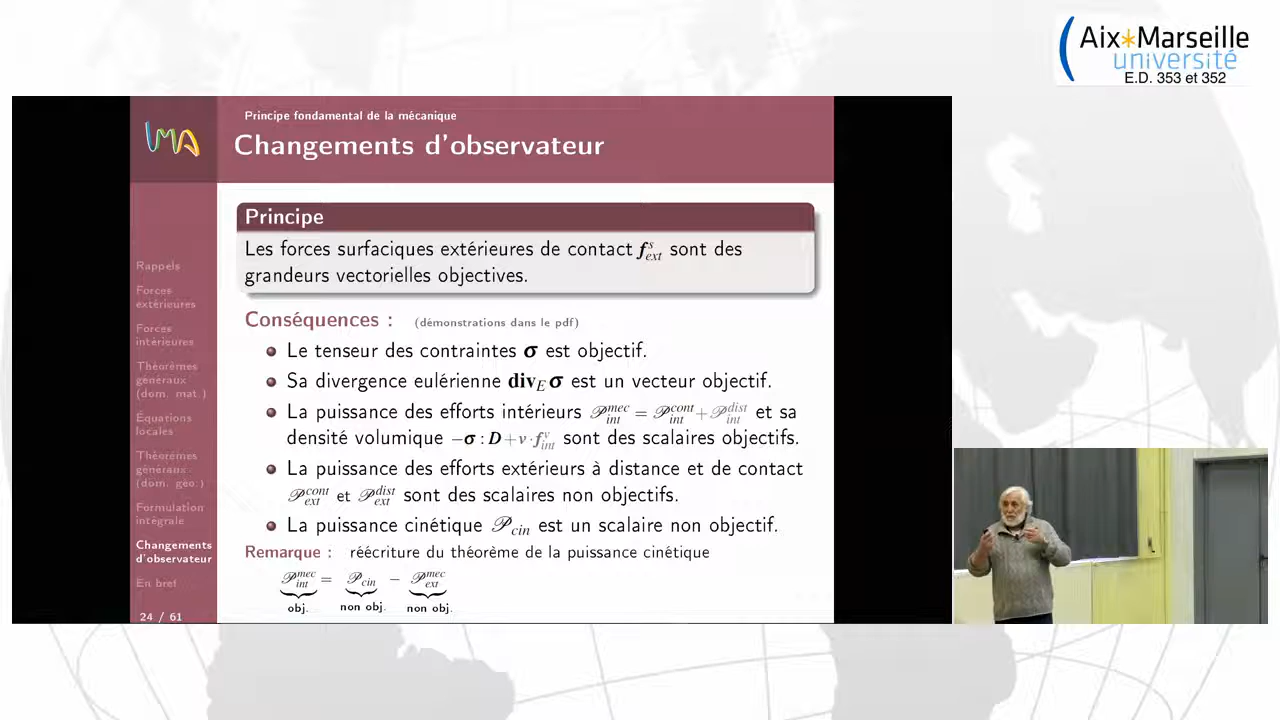 Aix*Marseille
université
E.D. 353 et 352
Principe fondamental de la mécanique
Changements d'observateur
LMA
Principe
Les forces surfaciques extérieures de contact f^s_ext sont des
grandeurs vectorielles objectives.
Conséquences : (démonstrations dans le pdf)
Le tenseur des contraintes σ est objectif.
Sa divergence eulérienne div_E σ est un vecteur objectif.
La puissance des efforts intérieurs 𝒫^mec_int = 𝒫^cont_int + 𝒫^dist_int et sa
densité volumique −σ : D + v · f^v_int sont des scalaires objectifs.
La puissance des efforts extérieurs à distance et de contact
𝒫^cont_ext et 𝒫^dist_ext sont des scalaires non objectifs.
La puissance cinétique 𝒫_cin est un scalaire non objectif.
Remarque : réécriture du théorème de la puissance cinétique
𝒫^mec_int = 𝒫_cin − 𝒫^mec_ext
obj. non obj. non obj.
Rappels
Forces
extérieures
Forces
intérieures
Théorèmes
généraux
(dom. mat.)
Équations
locales
Théorèmes
généraux
(dom. géo.)
Formulation
intégrale
Changements
d'observateur
En bref
24 / 61